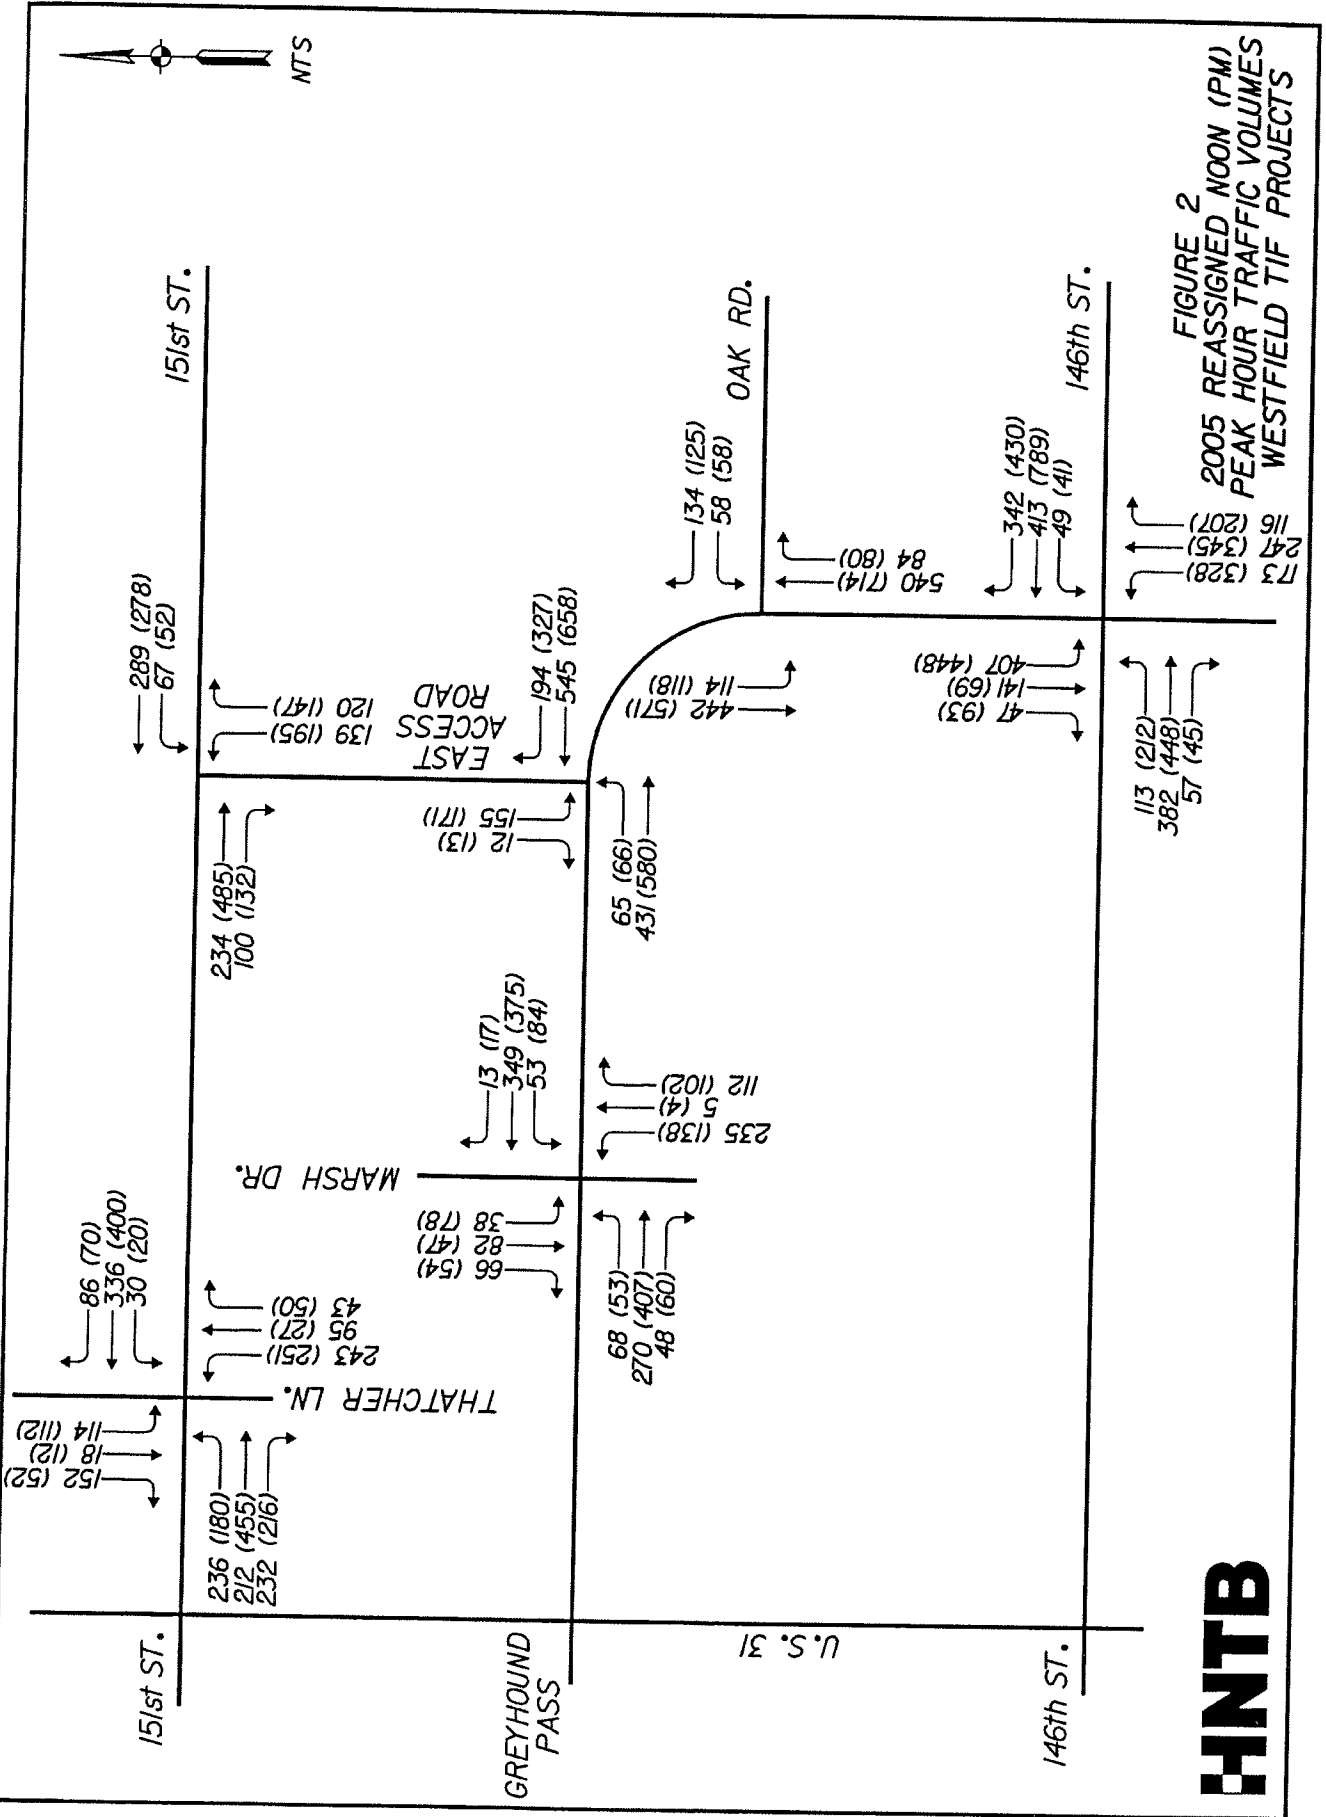 NTS
151st ST.
151st ST.
152 (52)
18 (12)
114 (112)
86 (70)
336 (400)
30 (20)
236 (180)
212 (455)
232 (216)
243 (251)
95 (27)
43 (50)
THATCHER LN.
289 (278)
67 (52)
234 (485)
100 (132)
139 (195)
120 (147)
EAST
ACCESS
ROAD
MARSH DR.
GREYHOUND
PASS
66 (54)
82 (47)
38 (78)
13 (17)
349 (375)
53 (84)
68 (53)
270 (407)
48 (60)
235 (138)
5 (4)
112 (102)
12 (13)
155 (171)
194 (327)
545 (658)
65 (66)
431 (580)
OAK RD.
134 (125)
58 (58)
442 (571)
114 (118)
540 (714)
84 (80)
U.S. 31
146th ST.
146th ST.
47 (93)
141 (69)
407 (448)
342 (430)
413 (789)
49 (41)
113 (212)
382 (448)
57 (45)
173 (328)
247 (345)
116 (207)
HNTB
FIGURE 2
2005 REASSIGNED NOON (PM)
PEAK HOUR TRAFFIC VOLUMES
WESTFIELD TIF PROJECTS